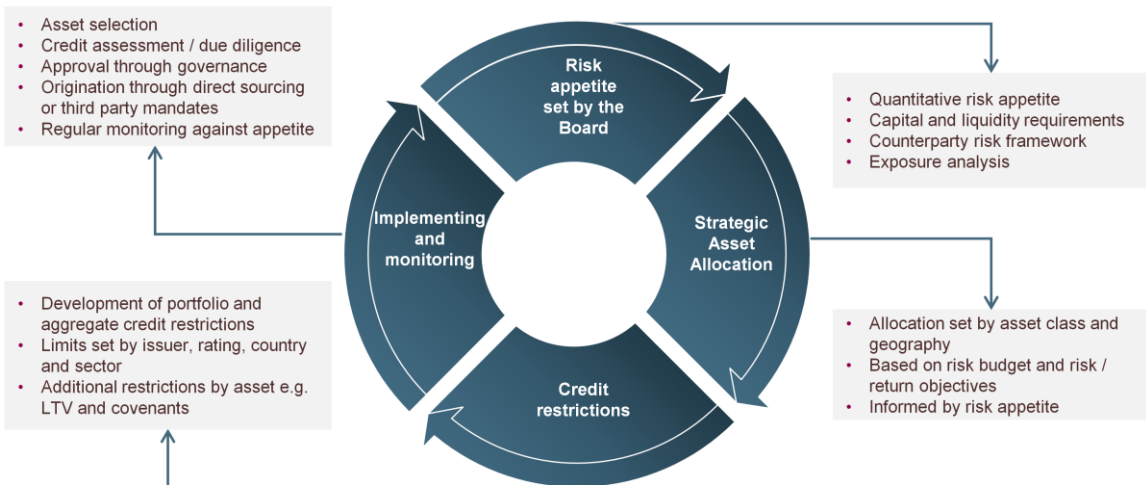 • Asset selection
• Credit assessment / due diligence
• Approval through governance
• Origination through direct sourcing
or third party mandates
• Regular monitoring against appetite
Risk
appetite
set by the
Board
• Quantitative risk appetite
• Capital and liquidity requirements
• Counterparty risk framework
• Exposure analysis
Implementing
and
monitoring
Strategic
Asset
Allocation
• Development of portfolio and
aggregate credit restrictions
• Limits set by issuer, rating, country
and sector
• Additional restrictions by asset e.g.
LTV and covenants
Credit
restrictions
• Allocation set by asset class and
geography
• Based on risk budget and risk /
return objectives
• Informed by risk appetite